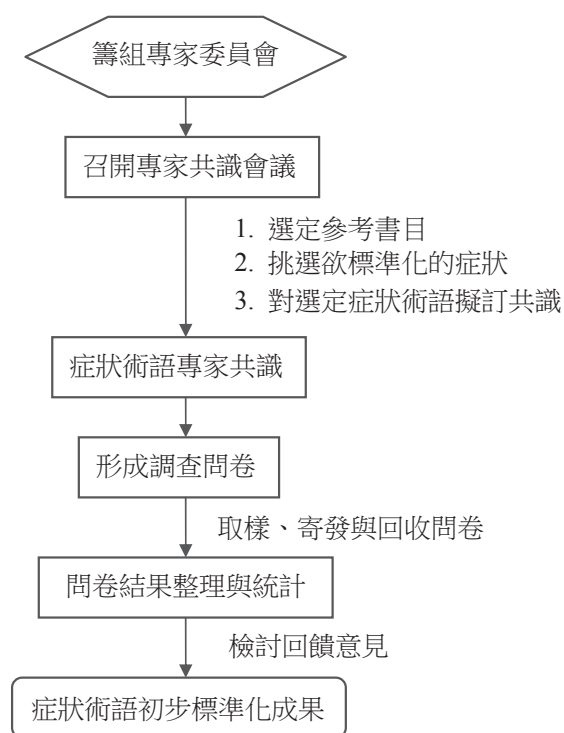 籌組專家委員會
召開專家共識會議
1. 選定參考書目
2. 挑選欲標準化的症狀
3. 對選定症狀術語擬訂共識
症狀術語專家共識
形成調查問卷
取樣、寄發與回收問卷
問卷結果整理與統計
檢討回饋意見
症狀術語初步標準化成果